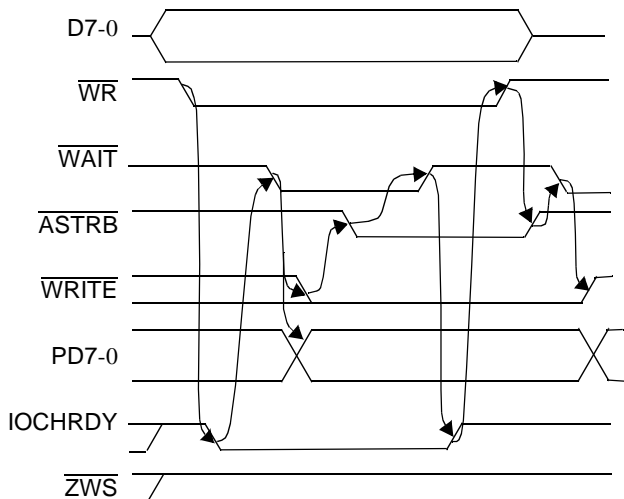 D7-0
WR
WAIT
ASTRB
WRITE
PD7-0
IOCHRDY
ZWS